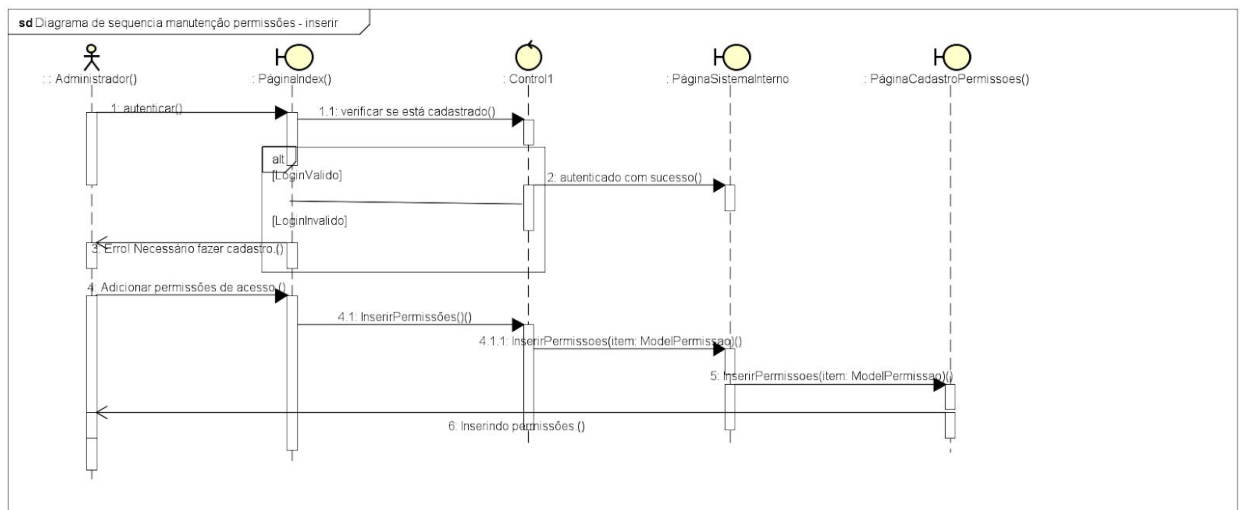 sd Diagrama de sequencia manutenção permissões - inserir
: : Administrador()
: PáginaIndex()
: Control1
: PáginaSistemaInterno
: PáginaCadastroPermissoes()
1: autenticar()
1.1: verificar se está cadastrado()
alt
[LoginValido]
2: autenticado com sucesso()
[LoginInvalido]
3: Erro! Necessário fazer cadastro.()
4: Adicionar permissões de acesso.()
4.1: InserirPermissões()()
4.1.1: InserirPermissoes(item: ModelPermissao)()
5: InserirPermissoes(item: ModelPermissao)()
6: Inserindo permissões.()